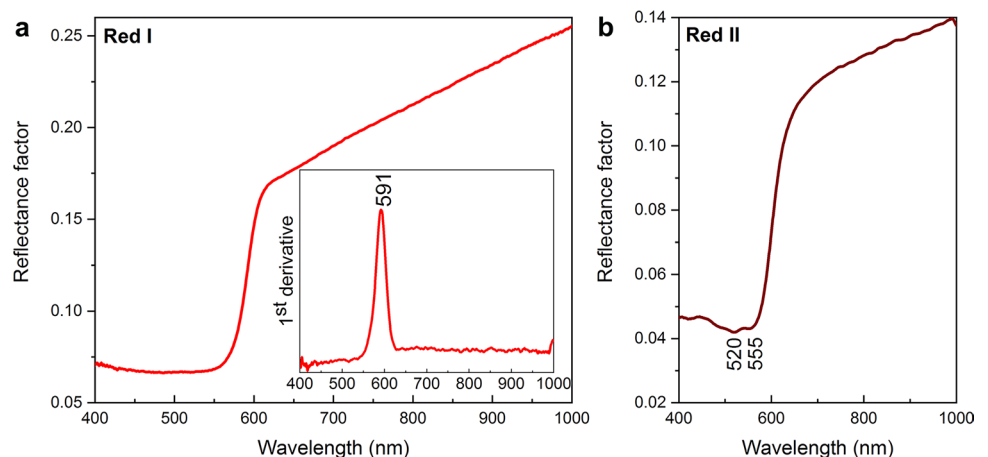 a
Red I
0.25
0.20
0.15
0.10
0.05
Reflectance factor
400 500 600 700 800 900 1000
Wavelength (nm)
591
1st derivative
400 500 600 700 800 900 1000
b
Red II
0.14
0.12
0.10
0.08
0.06
0.04
0.02
Reflectance factor
520
555
400 600 800 1000
Wavelength (nm)